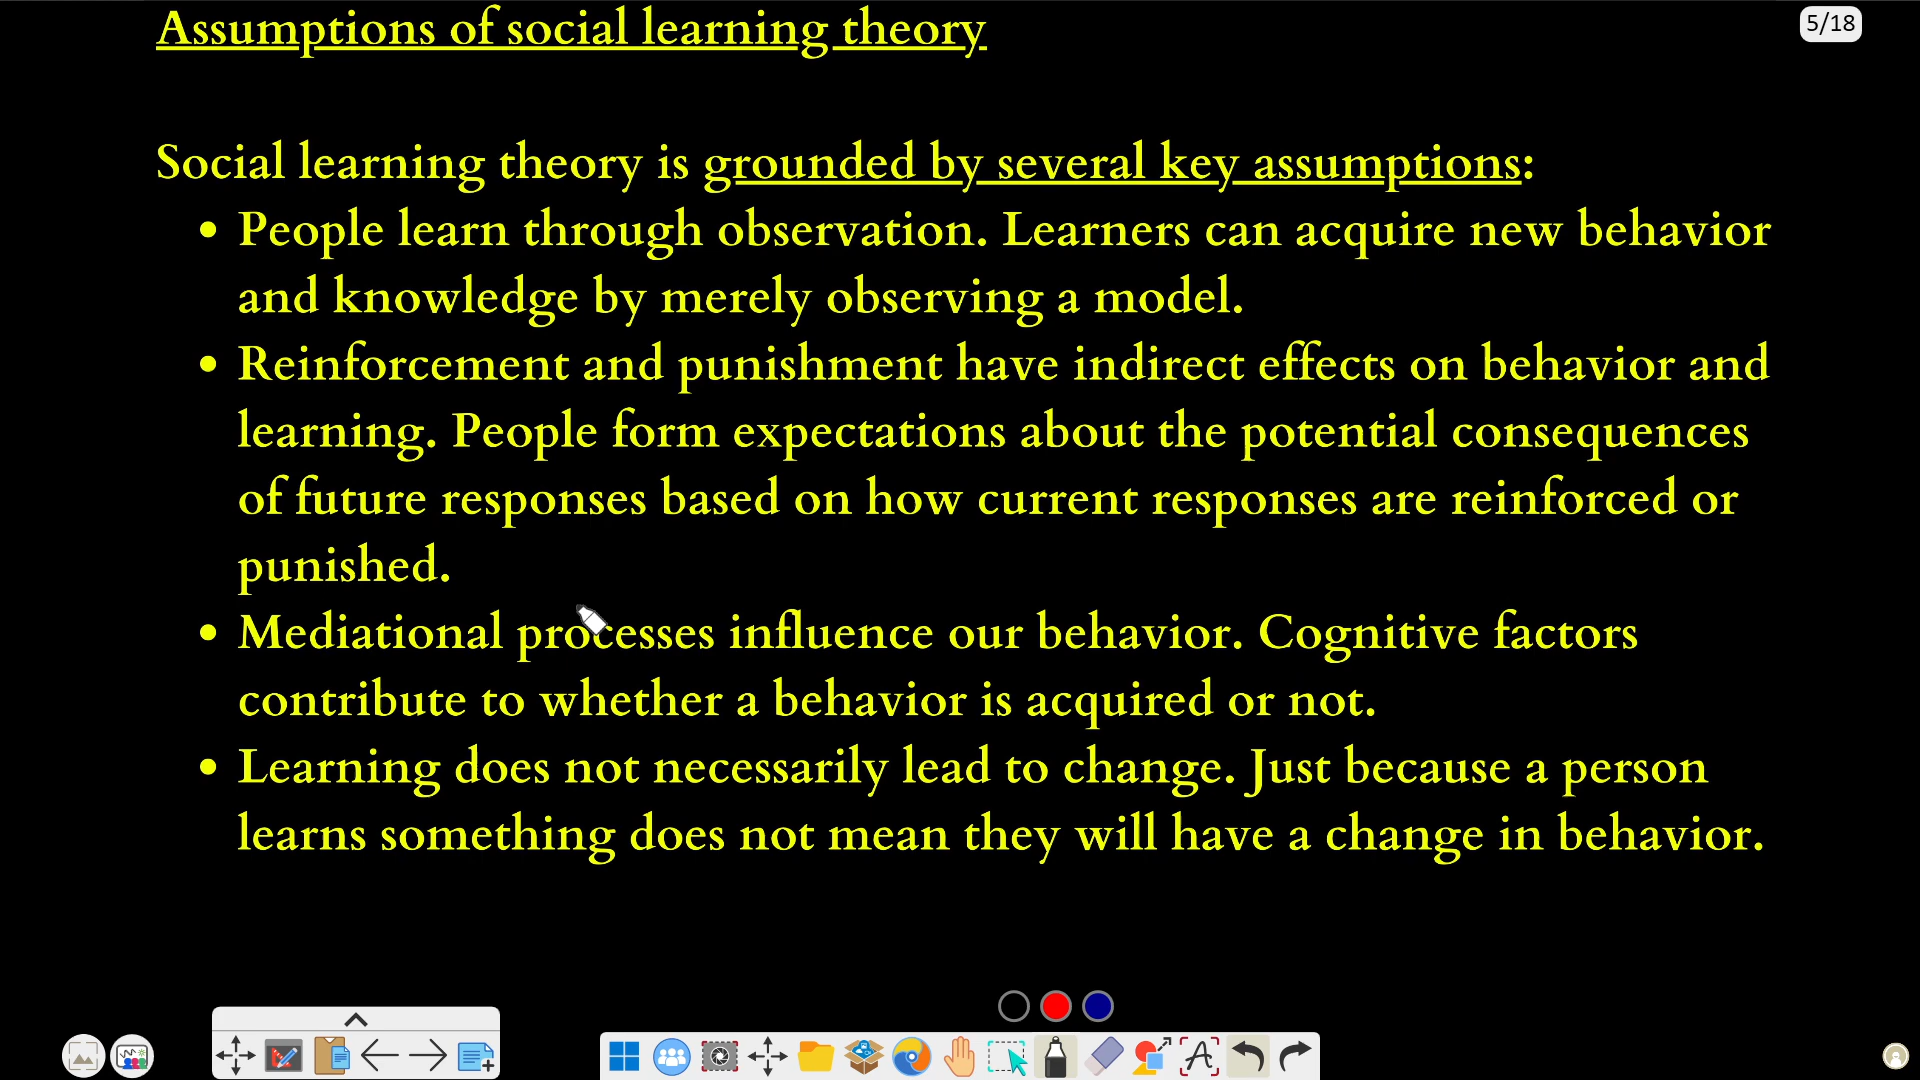 Assumptions of social learning theory
5/18
Social learning theory is grounded by several key assumptions:
• People learn through observation. Learners can acquire new behavior
and knowledge by merely observing a model.
• Reinforcement and punishment have indirect effects on behavior and
learning. People form expectations about the potential consequences
of future responses based on how current responses are reinforced or
punished.
• Mediational processes influence our behavior. Cognitive factors
contribute to whether a behavior is acquired or not.
• Learning does not necessarily lead to change. Just because a person
learns something does not mean they will have a change in behavior.